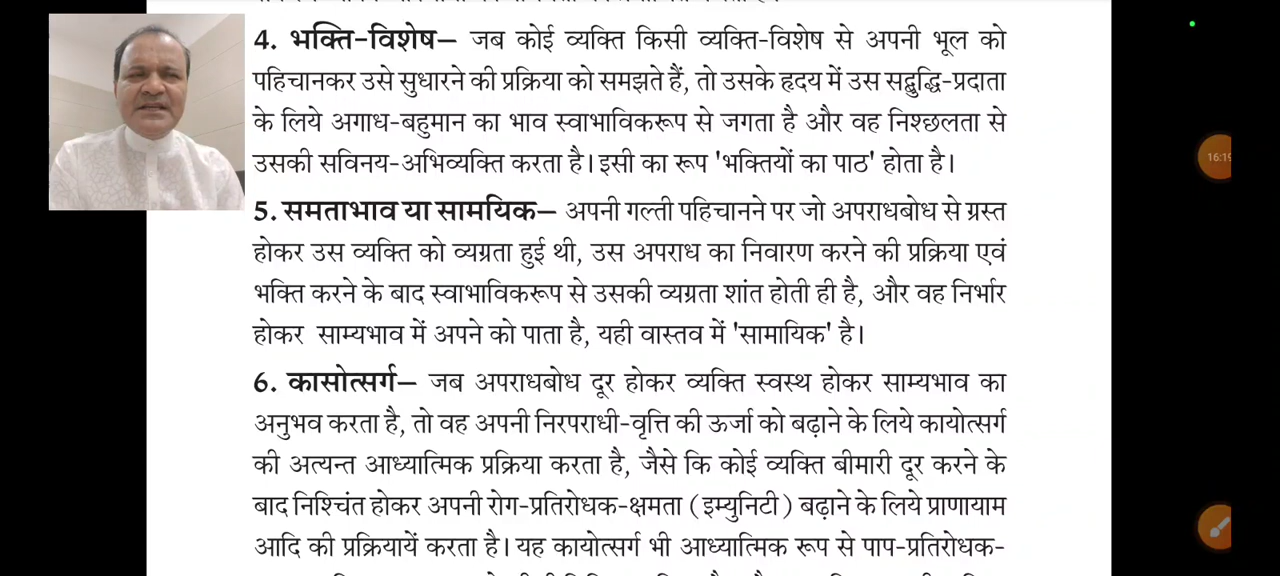 4. भक्ति-विशेष– जब कोई व्यक्ति किसी व्यक्ति-विशेष से अपनी भूल को
पहिचानकर उसे सुधारने की प्रक्रिया को समझते हैं, तो उसके हृदय में उस सद्बुद्धि-प्रदाता
के लिये अगाध-बहुमान का भाव स्वाभाविकरूप से जगता है और वह निश्छलता से
उसकी सविनय-अभिव्यक्ति करता है। इसी का रूप 'भक्तियों का पाठ' होता है।
5. समताभाव या सामयिक– अपनी गल्ती पहिचानने पर जो अपराधबोध से ग्रस्त
होकर उस व्यक्ति को व्यग्रता हुई थी, उस अपराध का निवारण करने की प्रक्रिया एवं
भक्ति करने के बाद स्वाभाविकरूप से उसकी व्यग्रता शांत होती ही है, और वह निर्भार
होकर साम्यभाव में अपने को पाता है, यही वास्तव में 'सामायिक' है।
6. कासोत्सर्ग– जब अपराधबोध दूर होकर व्यक्ति स्वस्थ होकर साम्यभाव का
अनुभव करता है, तो वह अपनी निरपराधी-वृत्ति की ऊर्जा को बढ़ाने के लिये कायोत्सर्ग
की अत्यन्त आध्यात्मिक प्रक्रिया करता है, जैसे कि कोई व्यक्ति बीमारी दूर करने के
बाद निश्चिंत होकर अपनी रोग-प्रतिरोधक-क्षमता (इम्युनिटी) बढ़ाने के लिये प्राणायाम
आदि की प्रक्रियायें करता है। यह कायोत्सर्ग भी आध्यात्मिक रूप से पाप-प्रतिरोधक-
16:19